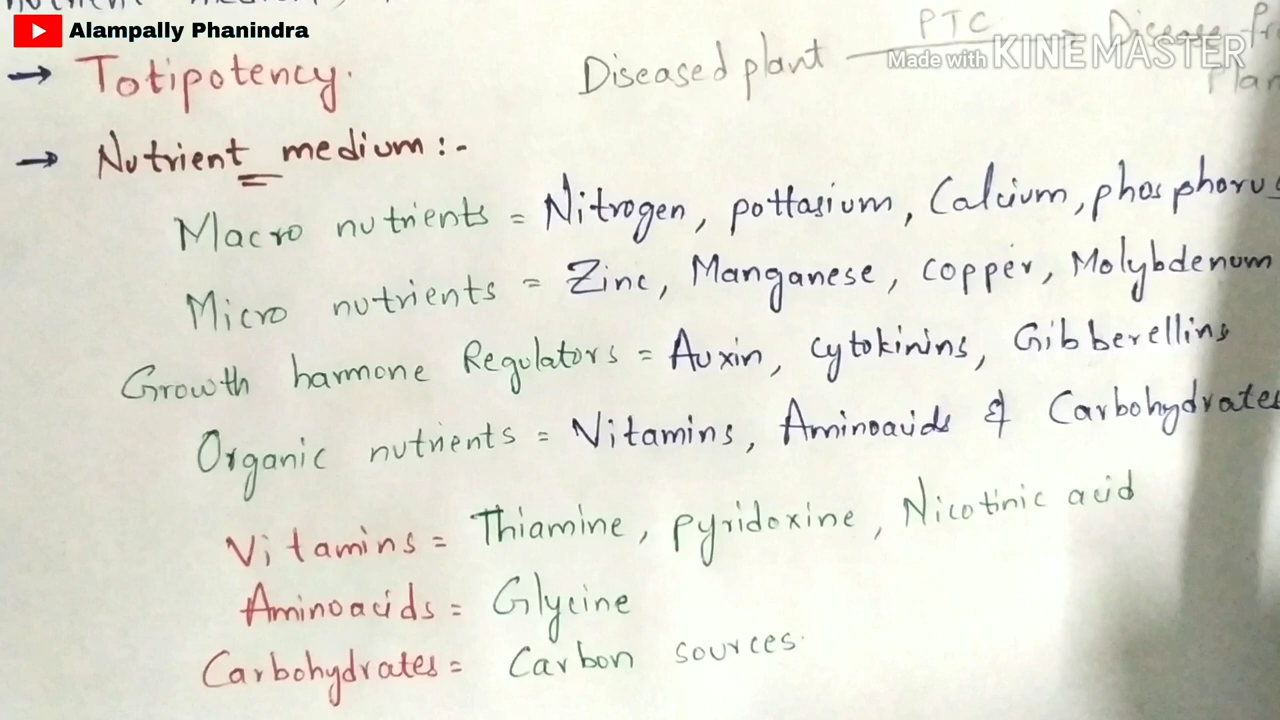 Alampally Phanindra
PTC
Made with KINEMASTER
→ Totipotency.
Diseased plant → Disease
→ Nutrient medium :-
Macro nutrients = Nitrogen, pottasium, Calcium, phosphorus
Micro nutrients = Zinc, Manganese, copper, Molybdenum
Growth harmone Regulators = Auxin, cytokinins, Gibberellins
Organic nutrients = Vitamins, Aminoacids & Carbohydrates
Vitamins = Thiamine, pyridoxine, Nicotinic acid
Aminoacids = Glycine
Carbohydrates = Carbon sources.